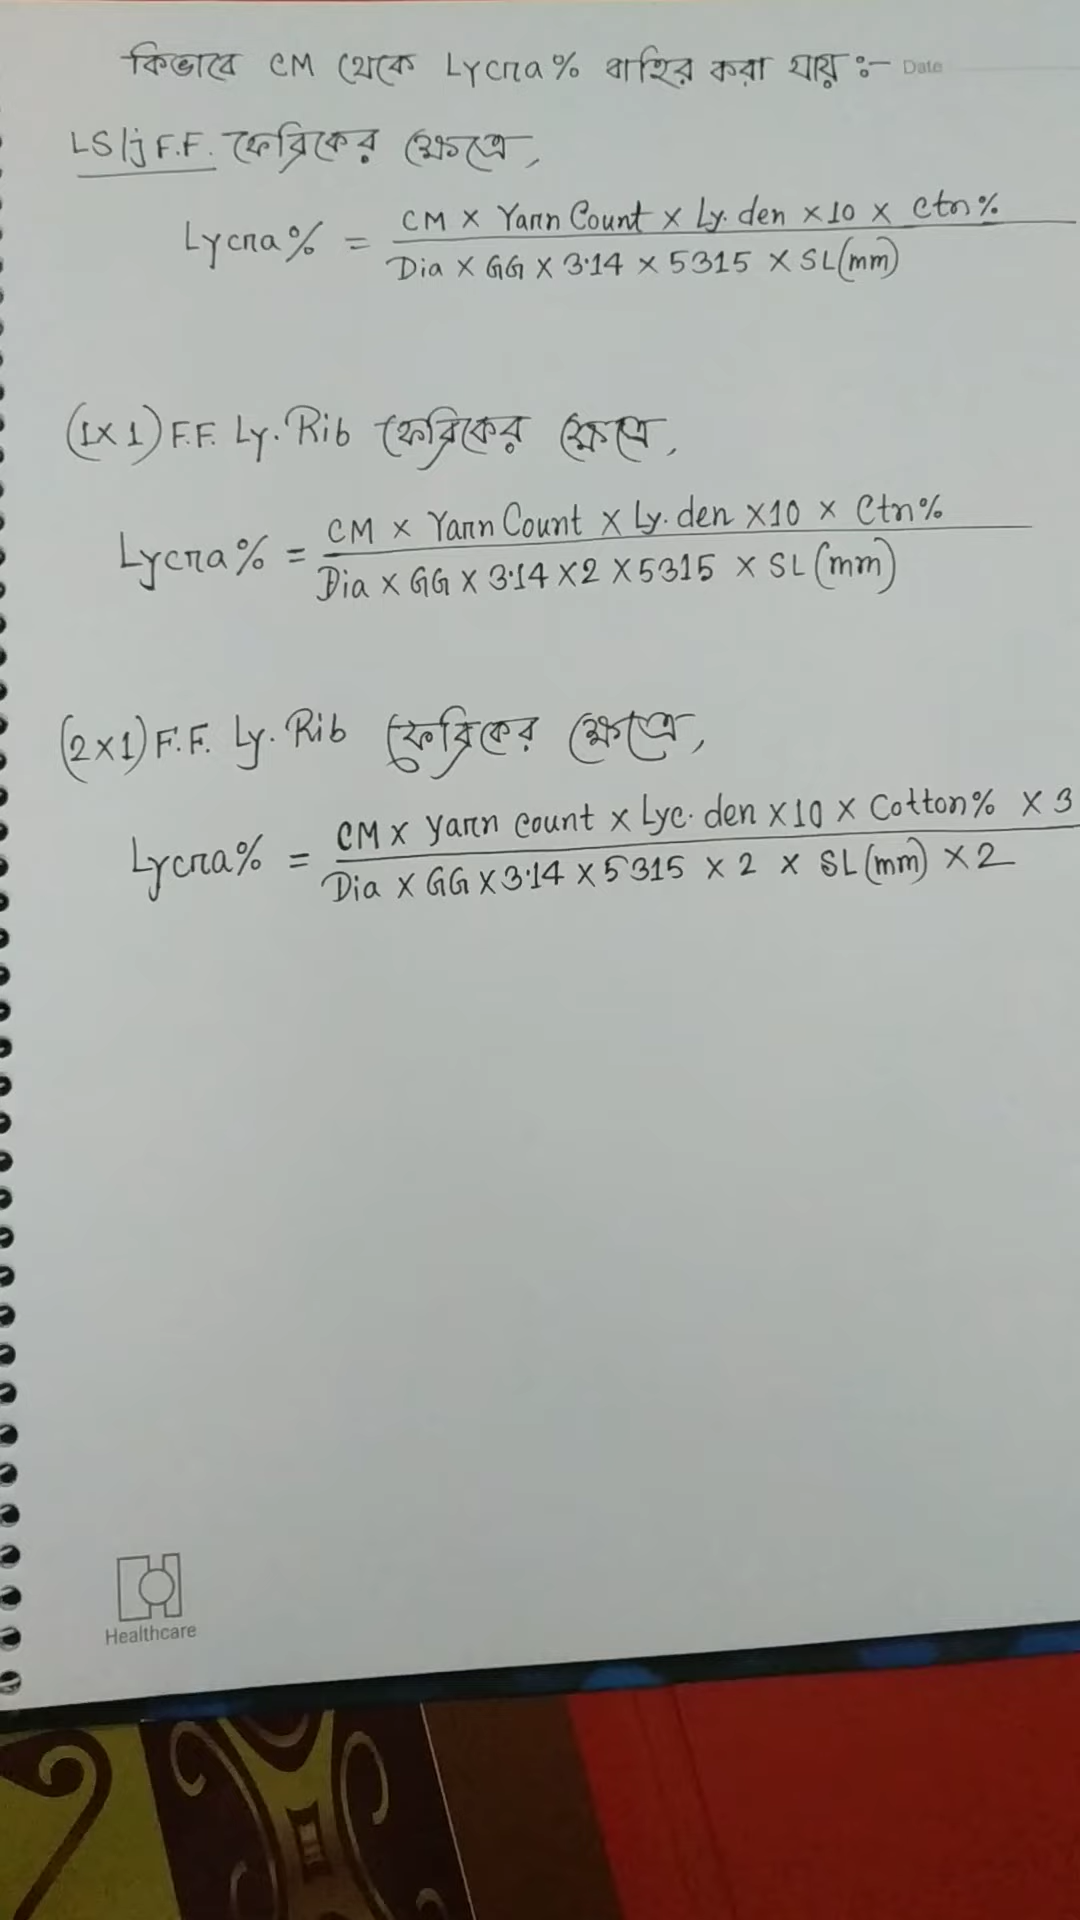 কিভাবে CM থেকে Lycra% বাহির করা যায় ঃ- Date
LS/j F.F. ফেব্রিকের ক্ষেত্রে,
Lycra% = CM × Yarn Count × Ly. den × 10 × Ctn%
Dia × GG × 3.14 × 5315 × SL(mm)
(1×1) F.F. Ly. Rib ফেব্রিকের ক্ষেত্রে,
Lycra% = CM × Yarn Count × Ly. den × 10 × Ctn%
Dia × GG × 3.14 × 2 × 5315 × SL (mm)
(2×1) F.F. Ly. Rib ফেব্রিকের ক্ষেত্রে,
Lycra% = CM × yarn count × Lyc. den × 10 × Cotton% × 3
Dia × GG × 3.14 × 5315 × 2 × SL (mm) × 2
Healthcare